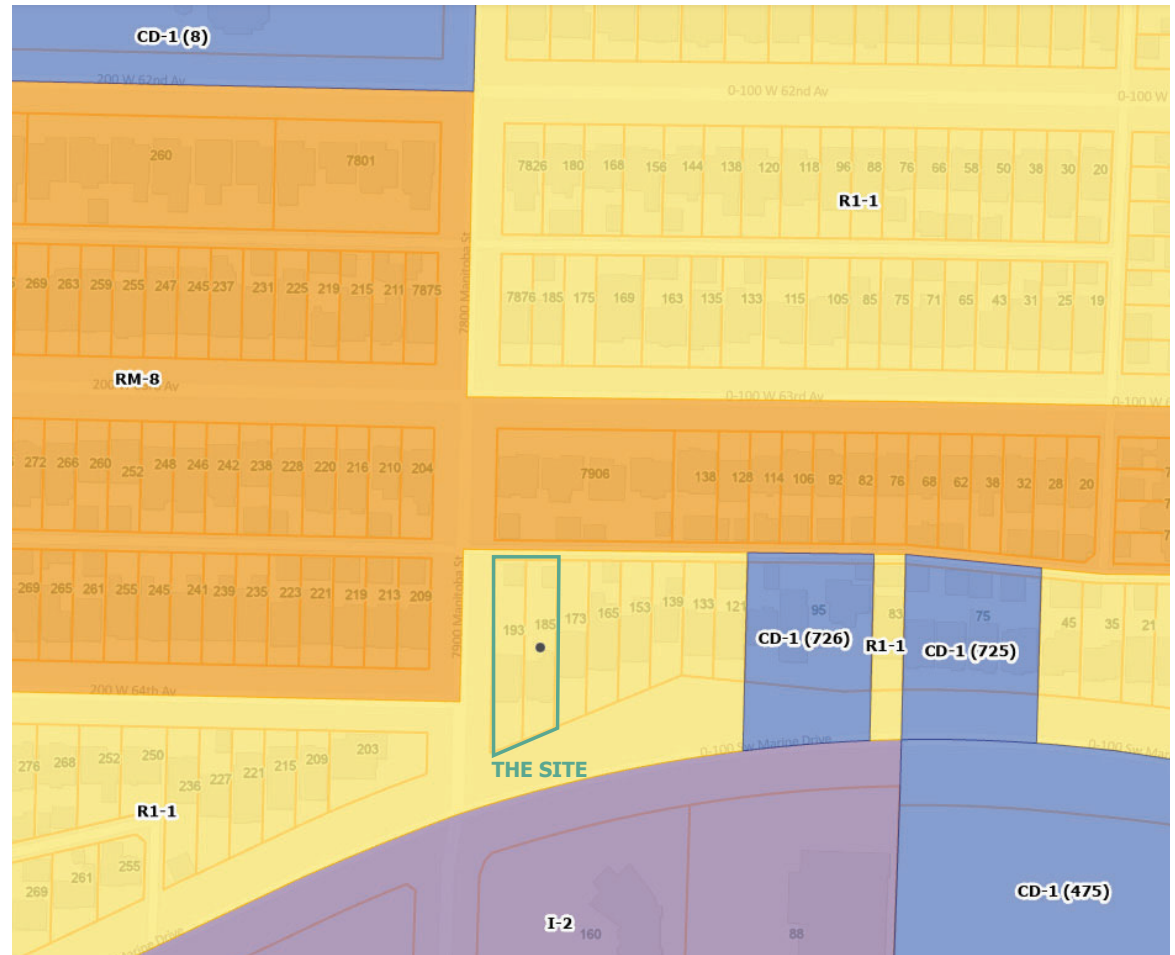 CD-1 (8)
200 W 62nd Av
0-100 W 62nd Av
0-100 W
260
7801
7826 180 168 156 144 138 120 118 96 88 76 66 58 50 38 30 20
R1-1
7800 Manitoba St
269 263 259 255 247 245 237 231 225 219 215 211 7875
7876 185 175 169 163 135 133 115 105 85 75 71 65 43 31 25 19
RM-8
0-100 W 63rd Av
0-100 W
272 266 260 252 248 246 242 238 228 220 216 210 204
7906 138 128 114 106 92 82 76 68 62 38 32 28 20
7900 Manitoba St
269 265 261 255 245 241 239 235 223 221 219 213 209
193 185 173 165 153 139 133 121
95
CD-1 (726)
83
R1-1
75
CD-1 (725)
45 35 21
200 W 64th Av
0-100 SW Marine Drive
0-100 SW Mar
THE SITE
276 268 252 250 236 227 221 215 209 203
R1-1
269 261 255
Marine Drive
I-2
160
88
CD-1 (475)